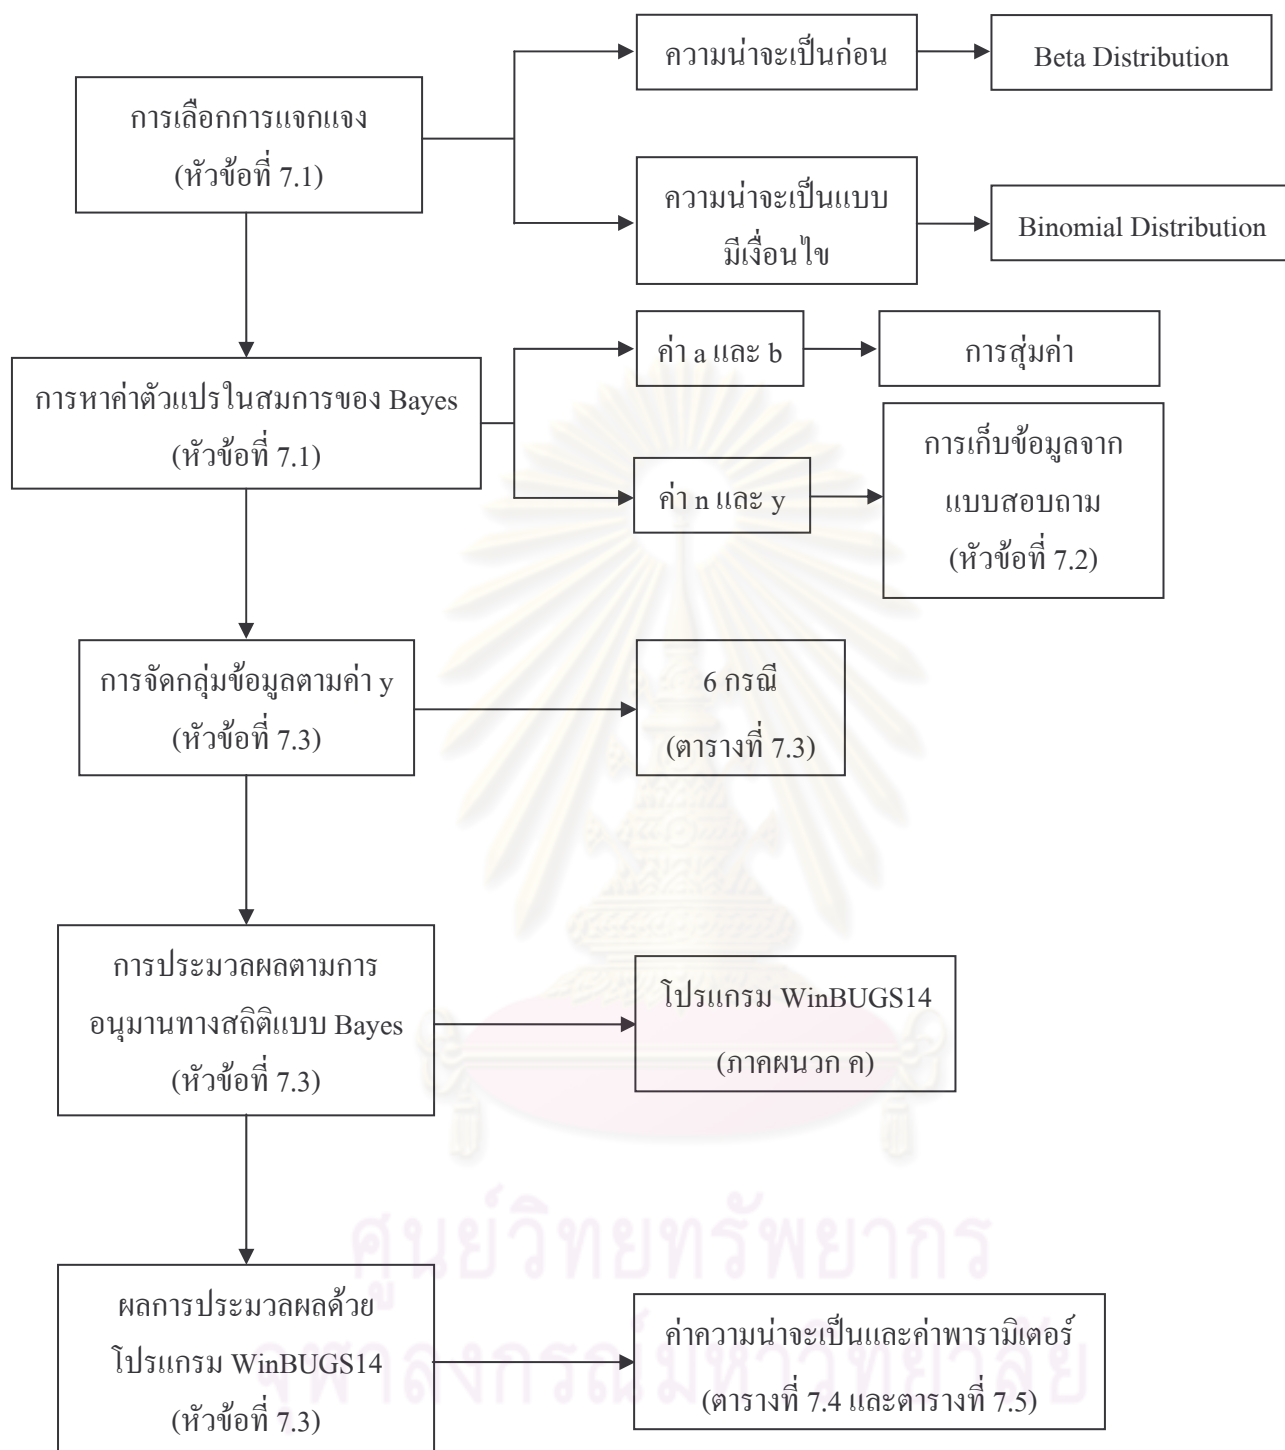 ความน่าจะเป็นก่อน
Beta Distribution
การเลือกการแจกแจง
(หัวข้อที่ 7.1)
ความน่าจะเป็นแบบ
มีเงื่อนไข
Binomial Distribution
ค่า a และ b
การสุ่มค่า
การหาค่าตัวแปรในสมการของ Bayes
(หัวข้อที่ 7.1)
ค่า n และ y
การเก็บข้อมูลจาก
แบบสอบถาม
(หัวข้อที่ 7.2)
การจัดกลุ่มข้อมูลตามค่า y
(หัวข้อที่ 7.3)
6 กรณี
(ตารางที่ 7.3)
การประมวลผลตามการ
อนุมานทางสถิติแบบ Bayes
(หัวข้อที่ 7.3)
โปรแกรม WinBUGS14
(ภาคผนวก ค)
ศูนย์วิทยทรัพยากร
จุฬาลงกรณ์มหาวิทยาลัย
ผลการประมวลผลด้วย
โปรแกรม WinBUGS14
(หัวข้อที่ 7.3)
ค่าความน่าจะเป็นและค่าพารามิเตอร์
(ตารางที่ 7.4 และตารางที่ 7.5)